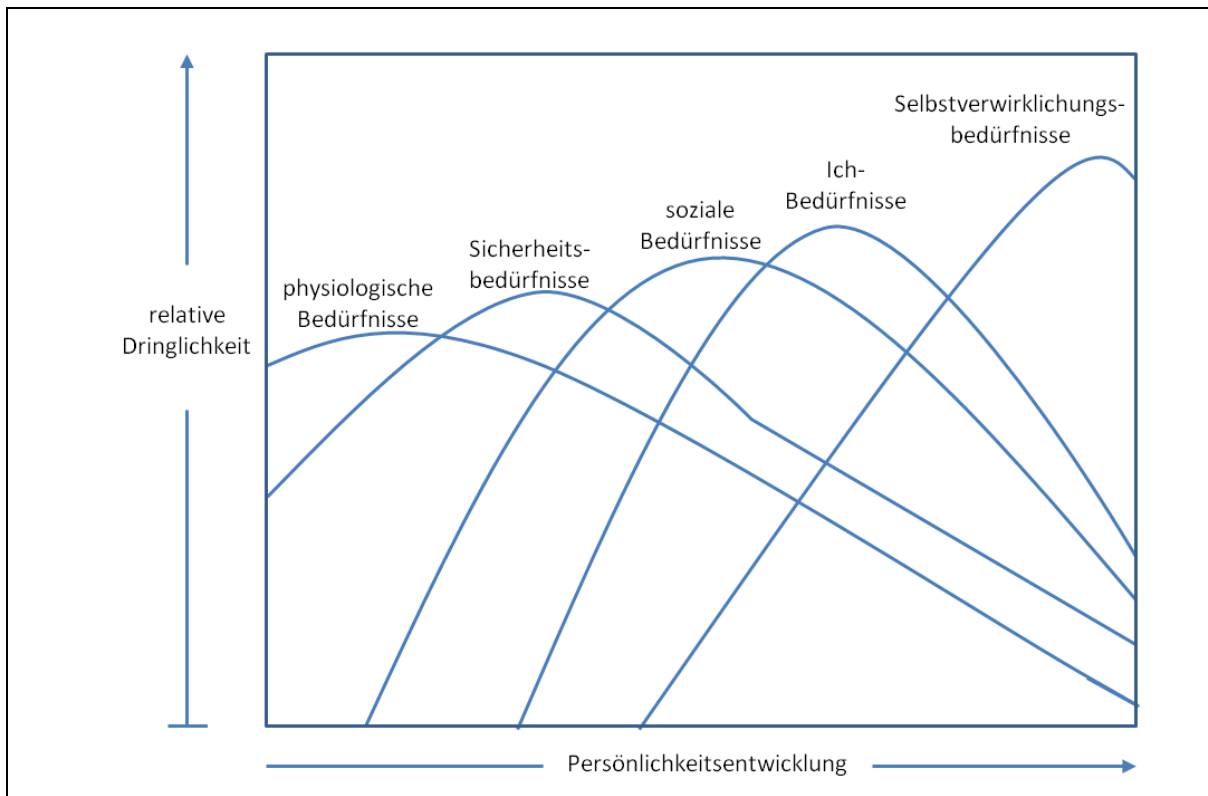 Selbstverwirklichungs-
bedürfnisse
Ich-
Bedürfnisse
soziale
Bedürfnisse
Sicherheits-
bedürfnisse
physiologische
Bedürfnisse
relative
Dringlichkeit
Persönlichkeitsentwicklung